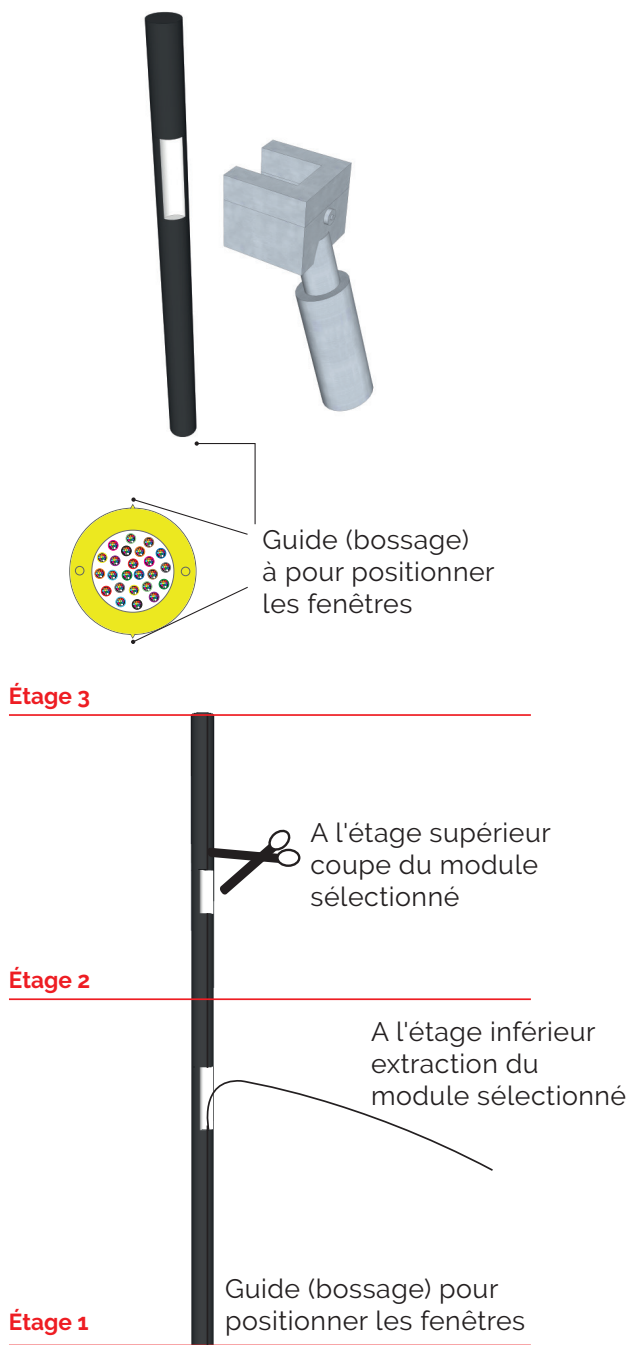 Guide (bossage)
à pour positionner
les fenêtres
Étage 3
A l'étage supérieur
coupe du module
sélectionné
Étage 2
A l'étage inférieur
extraction du
module sélectionné
Guide (bossage) pour
positionner les fenêtres
Étage 1